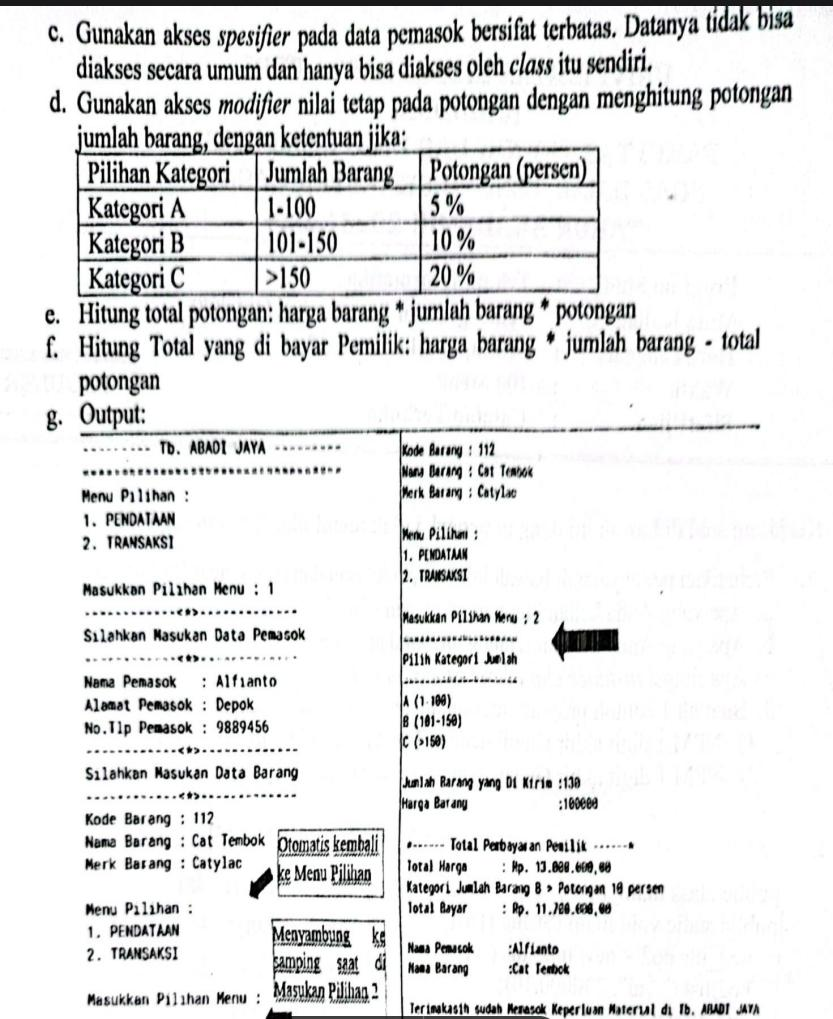 c. Gunakan akses spesifier pada data pemasok bersifat terbatas. Datanya tidak bisa
diakses secara umum dan hanya bisa diakses oleh class itu sendiri.
d. Gunakan akses modifier nilai tetap pada potongan dengan menghitung potongan
jumlah barang, dengan ketentuan jika:
Pilihan Kategori Jumlah Barang Potongan (persen)
Kategori A 1-100 5 %
Kategori B 101-150 10 %
Kategori C >150 20 %
e. Hitung total potongan: harga barang * jumlah barang * potongan
f. Hitung Total yang di bayar Pemilik: harga barang * jumlah barang - total
potongan
g. Output:
--------- Tb. ABADI JAYA ---------
**********************************
Menu Pilihan :
1. PENDATAAN
2. TRANSAKSI
Masukkan Pilihan Menu : 1
------------<*>------------
Silahkan Masukan Data Pemasok
------------<*>------------
Nama Pemasok : Alfianto
Alamat Pemasok : Depok
No.Tlp Pemasok : 9889456
------------<*>------------
Silahkan Masukan Data Barang
------------<*>------------
Kode Barang : 112
Nama Barang : Cat Tembok
Merk Barang : Catylac
Otomatis kembali
ke Menu Pilihan
Menu Pilihan :
1. PENDATAAN
2. TRANSAKSI
Menyambung ke
samping saat di
Masukan Pilihan 2
Masukkan Pilihan Menu :
Kode Barang : 112
Nama Barang : Cat Tembok
Merk Barang : Catylac
Menu Pilihan :
1. PENDATAAN
2. TRANSAKSI
Masukkan Pilihan Menu : 2
********************
Pilih Kategori Jumlah
--------------------
A (1-100)
B (101-150)
C (>150)
Jumlah Barang yang Di Kirim :130
Harga Barang :100000
*------ Total Pembayaran Pemilik ------*
Total Harga : Rp. 13.000.000,00
Kategori Jumlah Barang B > Potongan 10 persen
Total Bayar : Rp. 11,700.000,00
Nama Pemasok :Alfianto
Nama Barang :Cat Tembok
Terimakasih sudah Memasok Keperluan Material di Tb. ABADI JAYA